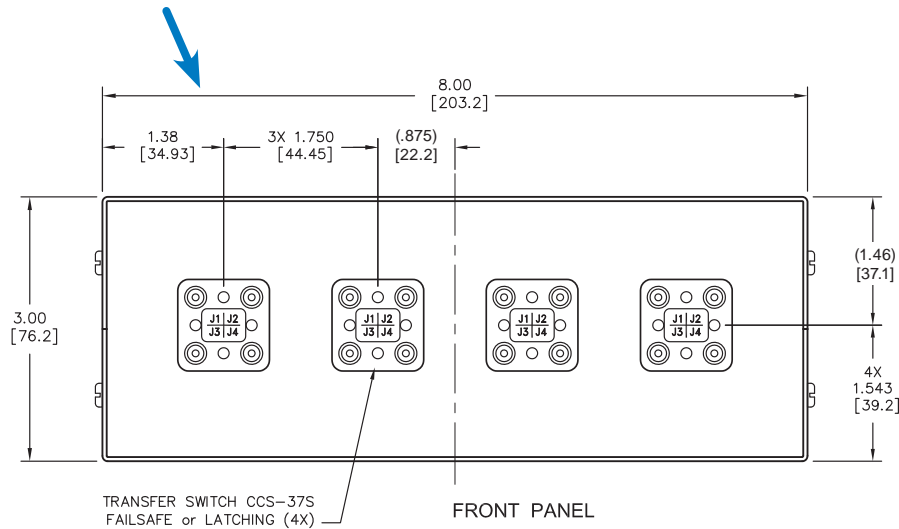 8.00
[203.2]
1.38
[34.93]
3X 1.750
[44.45]
(.875)
[22.2]
(1.46)
[37.1]
3.00
[76.2]
J1 J2
J3 J4
J1 J2
J3 J4
J1 J2
J3 J4
J1 J2
J3 J4
4X
1.543
[39.2]
TRANSFER SWITCH CCS-37S
FAILSAFE or LATCHING (4X)
FRONT PANEL